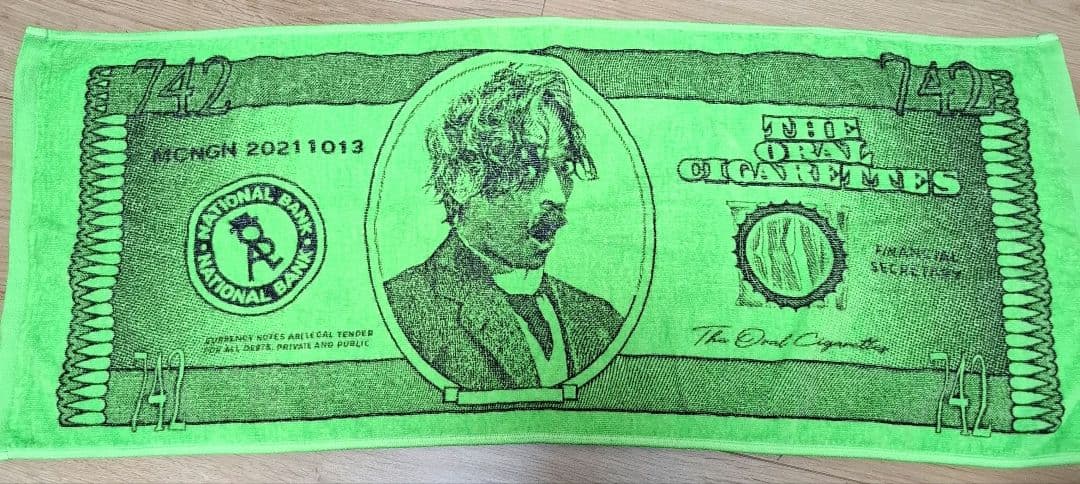 742
742
MCNGN 20211013
THE
ORAL
CIGARETTES
NATIONAL BANK
NATIONAL BANK
FINANCIAL
SECRETARY
CURRENCY NOTES ARE LEGAL TENDER
FOR ALL DEBTS, PRIVATE AND PUBLIC
The Oral Cigarettes
742
742